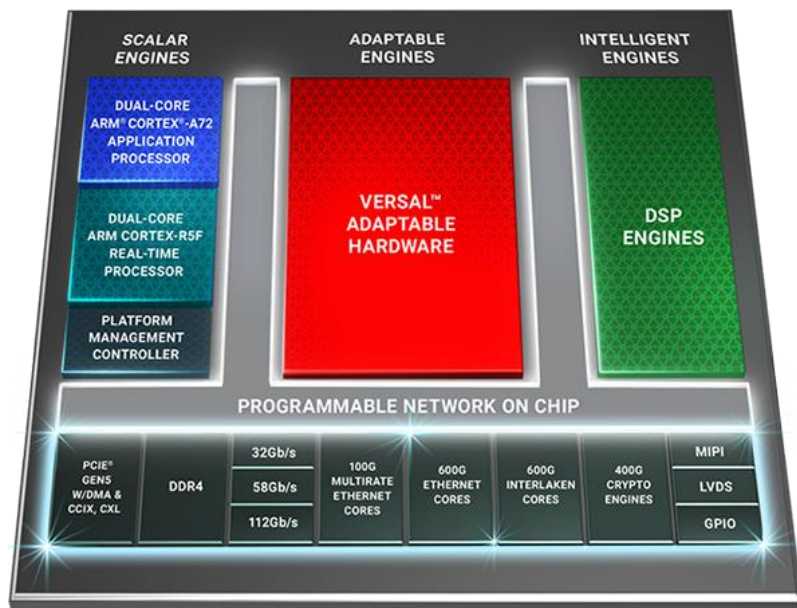 SCALAR
ENGINES
ADAPTABLE
ENGINES
INTELLIGENT
ENGINES
DUAL-CORE
ARM® CORTEX®-A72
APPLICATION
PROCESSOR
DUAL-CORE
ARM CORTEX-R5F
REAL-TIME
PROCESSOR
PLATFORM
MANAGEMENT
CONTROLLER
VERSAL™
ADAPTABLE
HARDWARE
DSP
ENGINES
PROGRAMMABLE NETWORK ON CHIP
PCIE®
GEN5
W/DMA &
CCIX, CXL
DDR4
32Gb/s
58Gb/s
112Gb/s
100G
MULTIRATE
ETHERNET
CORES
600G
ETHERNET
CORES
600G
INTERLAKEN
CORES
400G
CRYPTO
ENGINES
MIPI
LVDS
GPIO